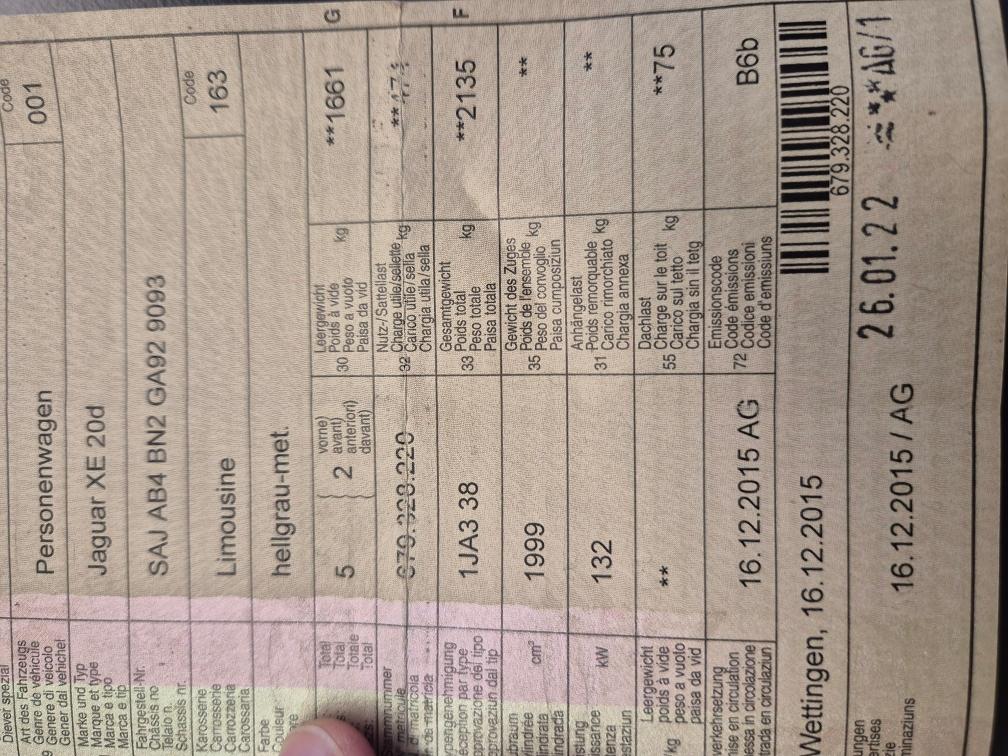 Code
Art des Fahrzeugs
Genre de véhicule
Genere di veicolo
Gener dal vehichel
Personenwagen
001
Marke und Typ
Marque et type
Marca e tipo
Marca e tip
Jaguar XE 20d
Fahrgestell-Nr.
Châssis no
Telaio n.
Schassis nr.
SAJ AB4 BN2 GA92 9093
Karosserie
Carrosserie
Carrozzeria
Carossaria
Limousine
Code
163
Farbe
hellgrau-met.
Total
Total
Totale
Total
5
2
vorne)
avant)
anteriori)
davant)
30
Leergewicht
Poids à vide
Peso a vuoto
Paisa da vid
kg
**1661
G
679.328.220
32
Nutz-/Sattellast
Charge utile/sellette
Carico utile/sella
Chargia utila/sella
kg
1JA3 38
33
Gesamtgewicht
Poids total
Peso totale
Paisa totala
kg
**2135
F
1999
cm³
35
Gewicht des Zuges
Poids de l'ensemble
Peso del convoglio
Paisa cumposiziun
kg
**
kW
132
31
Anhängelast
Poids remorquable
Carico rimorchiato
Chargia annexa
kg
**
Leergewicht
poids à vide
peso a vuoto
paisa da vid
**
55
Dachlast
Charge sur le toit
Carico sul tetto
Chargia sin il tetg
kg
**75
16.12.2015 AG
72
Emissionscode
Code émissions
Codice emissioni
Code d'emissiuns
B6b
Wettingen, 16.12.2015
679.328.220
16.12.2015 / AG
26.01.22